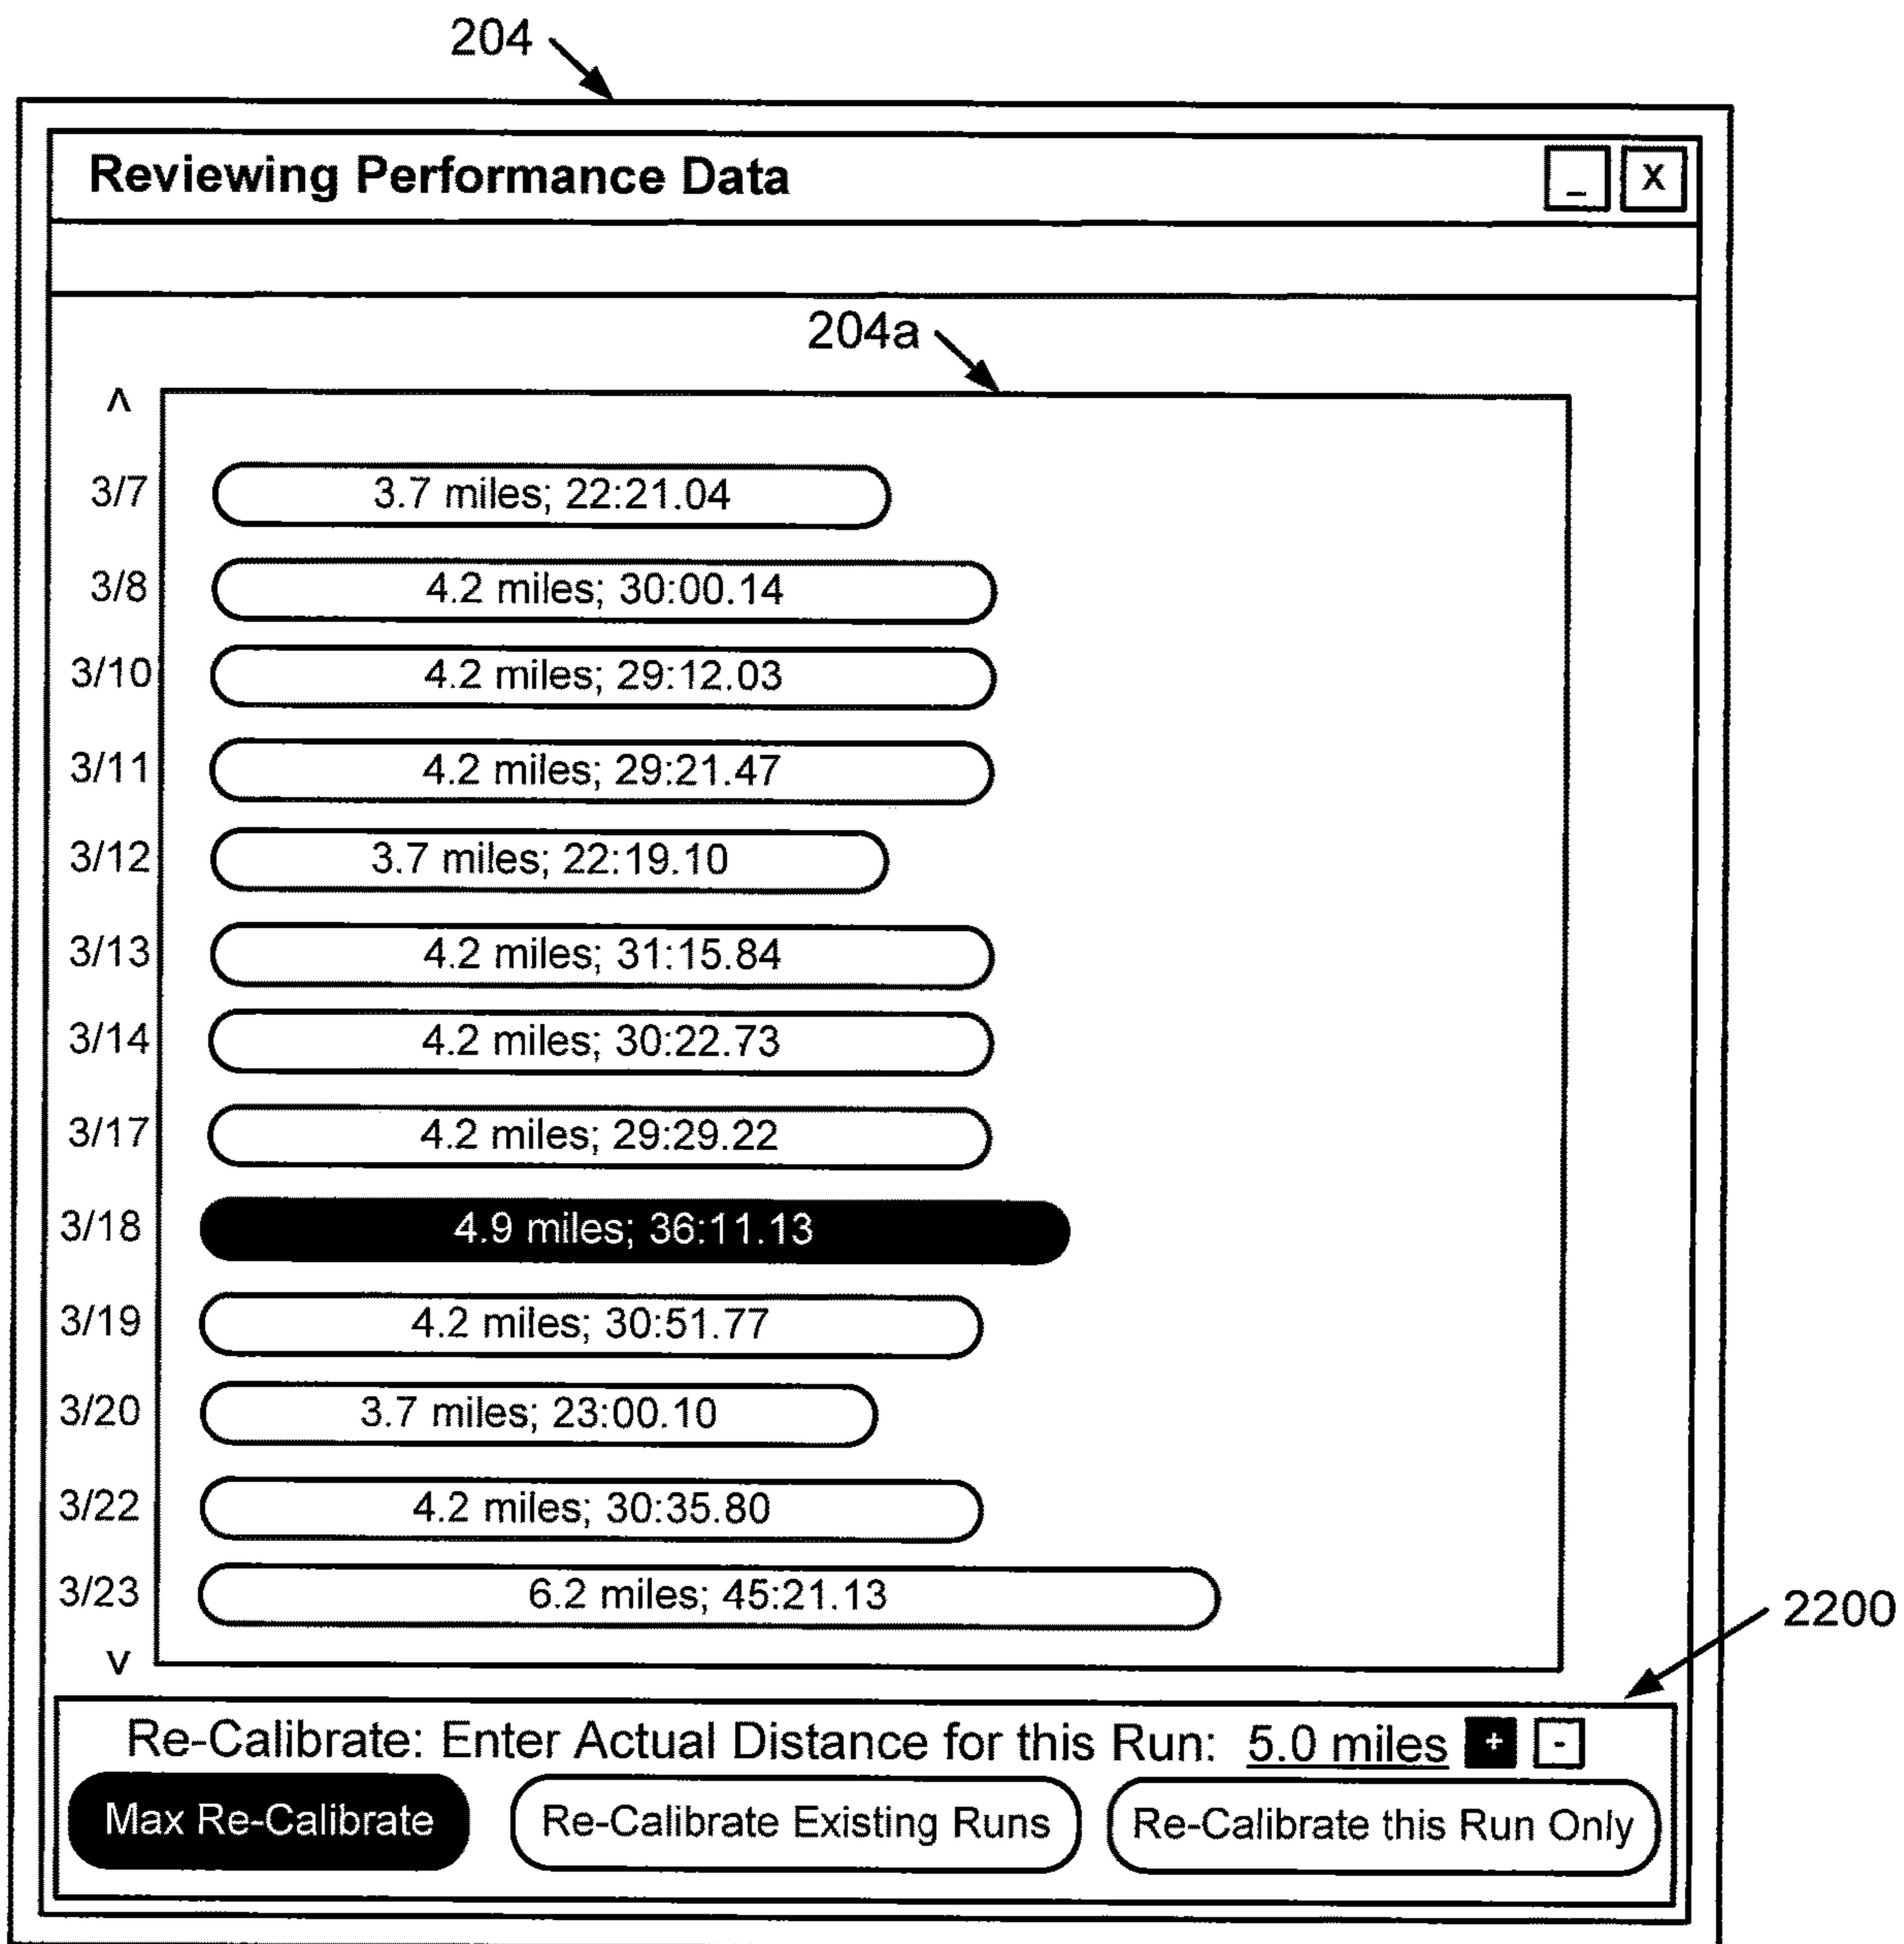 204
Reviewing Performance Data _ X
204a
^
3/7 3.7 miles; 22:21.04
3/8 4.2 miles; 30:00.14
3/10 4.2 miles; 29:12.03
3/11 4.2 miles; 29:21.47
3/12 3.7 miles; 22:19.10
3/13 4.2 miles; 31:15.84
3/14 4.2 miles; 30:22.73
3/17 4.2 miles; 29:29.22
3/18 4.9 miles; 36:11.13
3/19 4.2 miles; 30:51.77
3/20 3.7 miles; 23:00.10
3/22 4.2 miles; 30:35.80
3/23 6.2 miles; 45:21.13
v
2200
Re-Calibrate: Enter Actual Distance for this Run: 5.0 miles + -
Max Re-Calibrate Re-Calibrate Existing Runs Re-Calibrate this Run Only